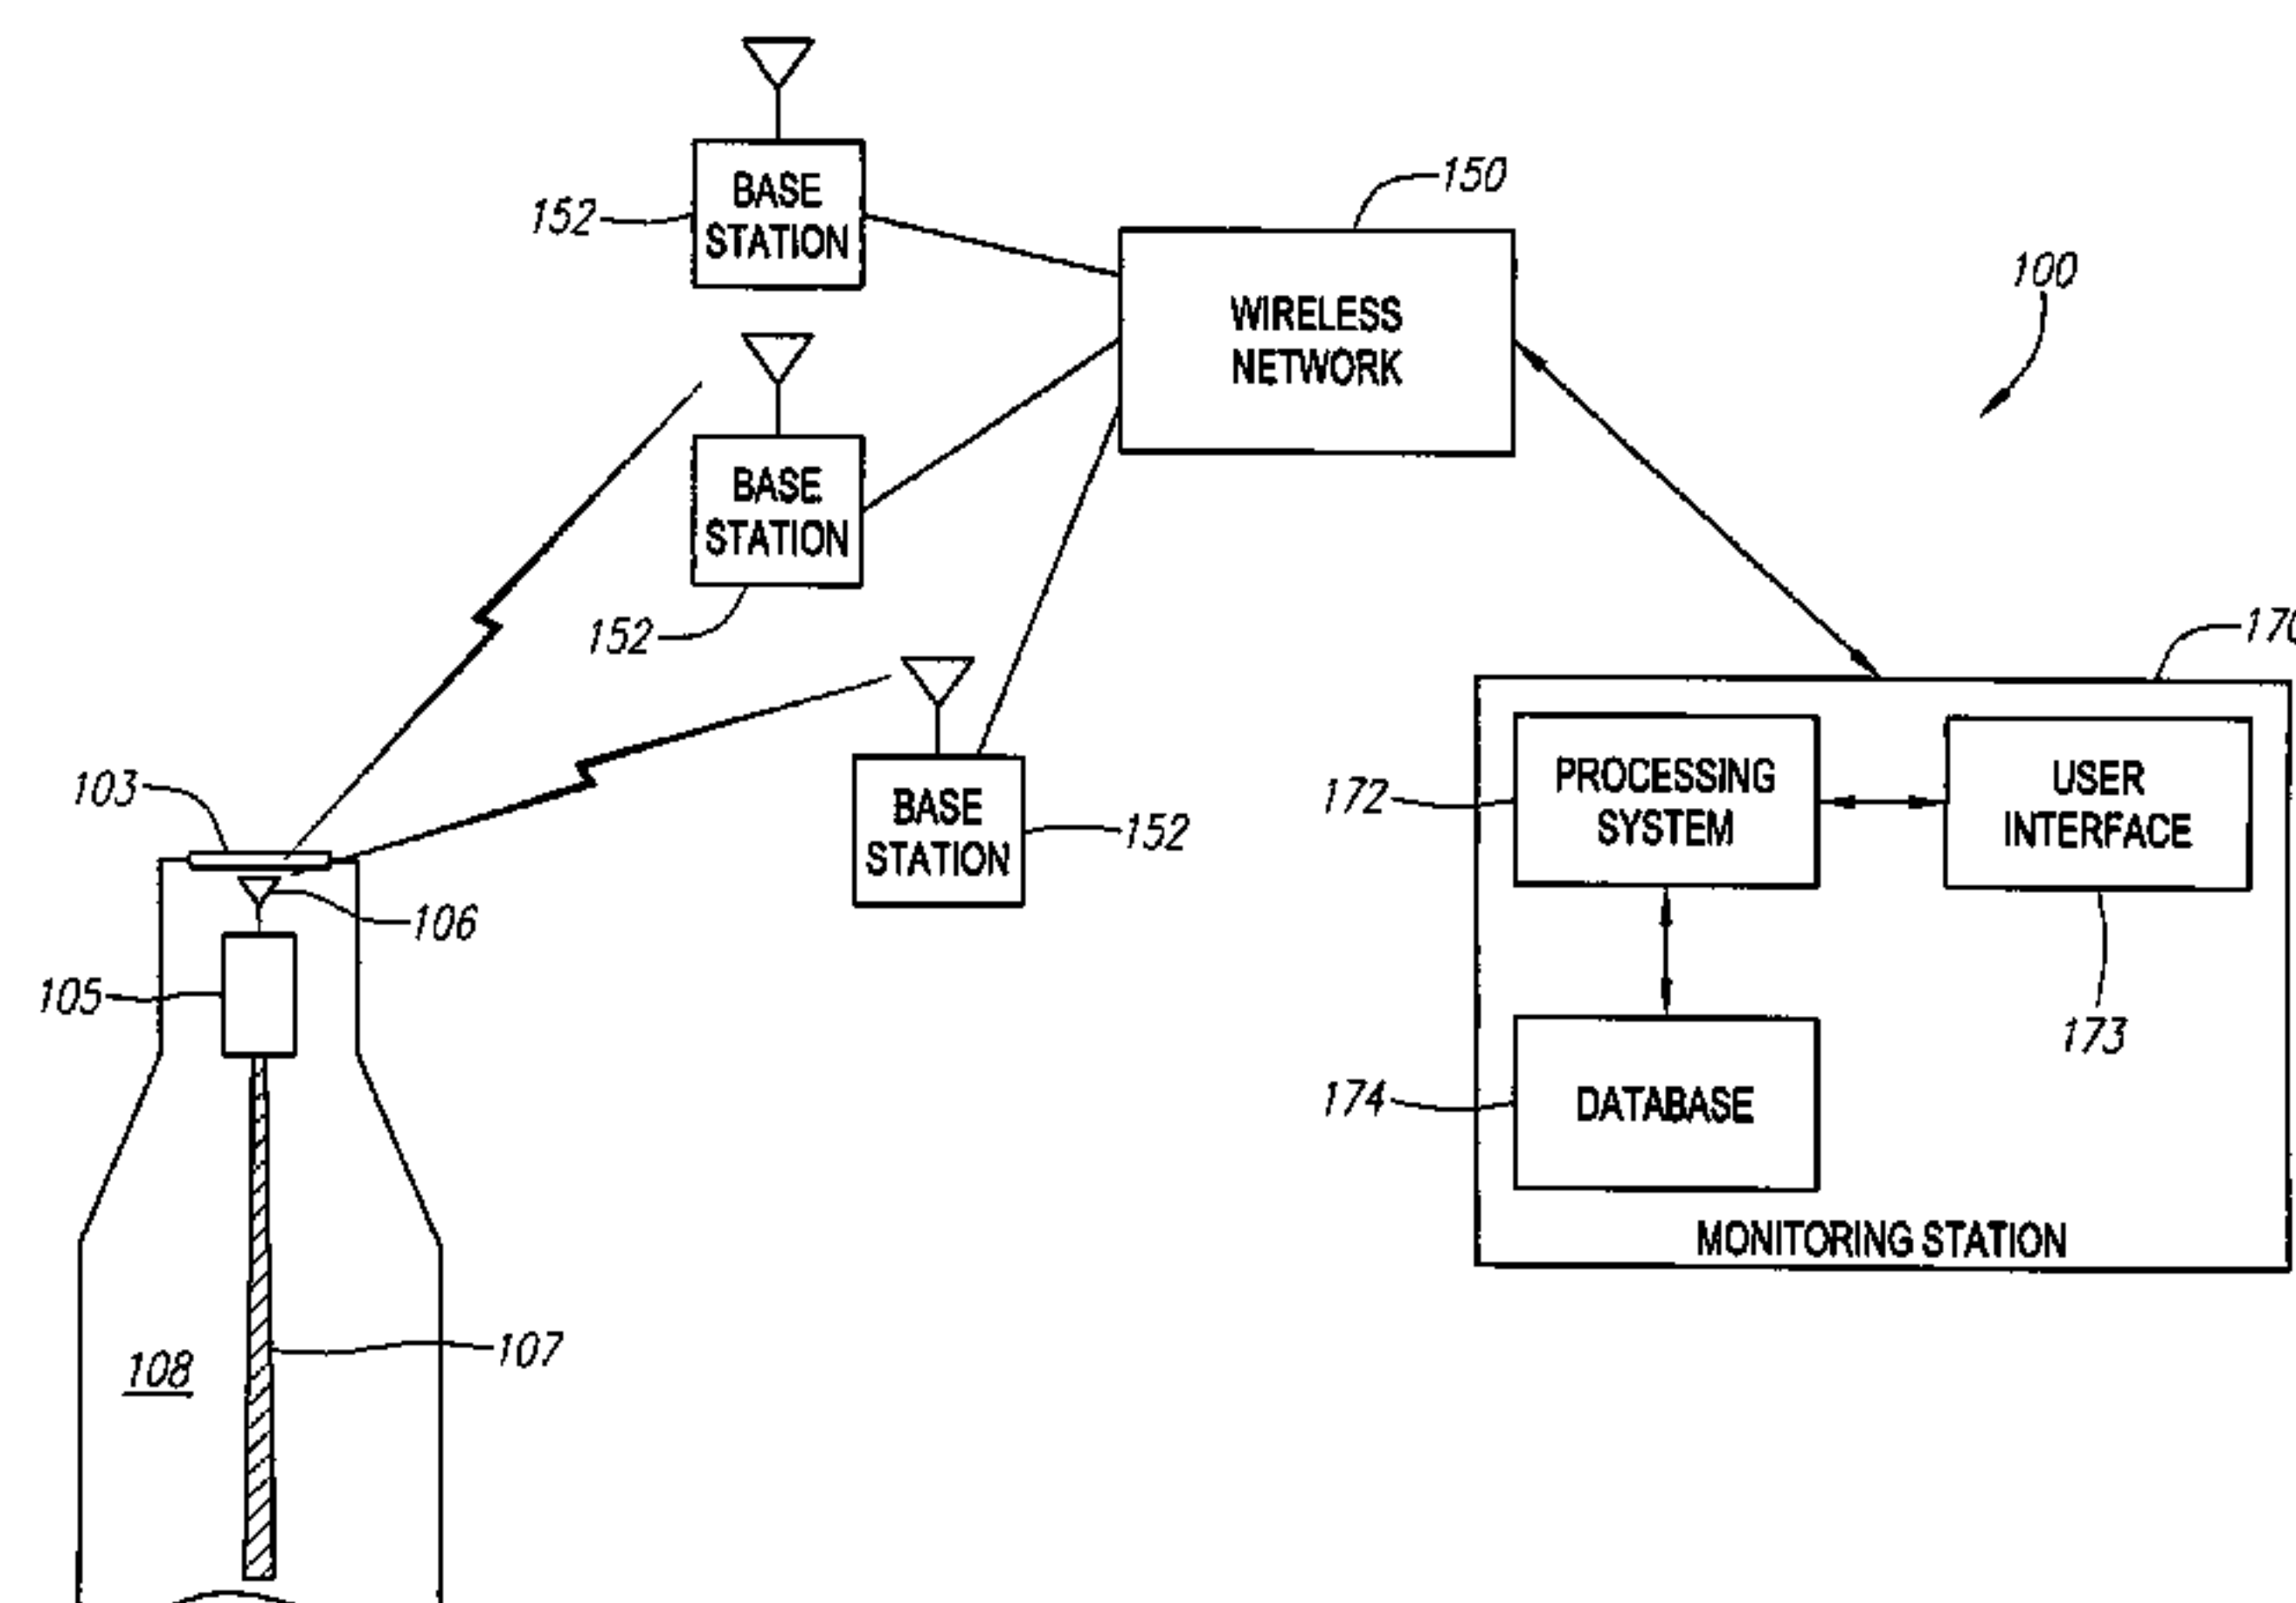 BASE
STATION
152
150
WIRELESS
NETWORK
100
BASE
STATION
152
170
103
BASE
STATION
152
172
PROCESSING
SYSTEM
USER
INTERFACE
106
105
173
174
DATABASE
MONITORING STATION
107
108